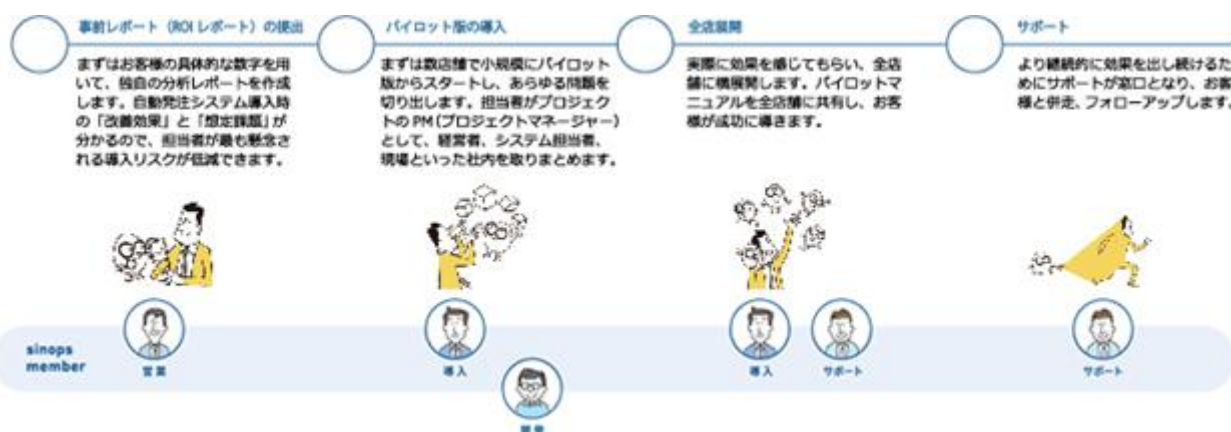 事前レポート（ROIレポート）の提出
まずはお客様の具体的な数字を用
いて、独自の分析レポートを作成
します。自動発注システム導入時
の「改善効果」と「想定課題」が
分かるので、担当者が最も懸念さ
れる導入リスクが低減できます。
パイロット版の導入
まずは数店舗で小規模にパイロット
版からスタートし、あらゆる問題を
切り出します。担当者がプロジェク
トのPM（プロジェクトマネージャー）
として、経営者、システム担当者、
現場といった社内を取りまとめます。
全店展開
実際に効果を感じてもらい、全店
舗に横展開します。パイロットマ
ニュアルを全店舗に共有し、お客
様が成功に導きます。
サポート
より継続的に効果を出し続けるた
めにサポートが窓口となり、お客
様と併走、フォローアップします。
sinops
member
営業
導入
導入
サポート
サポート